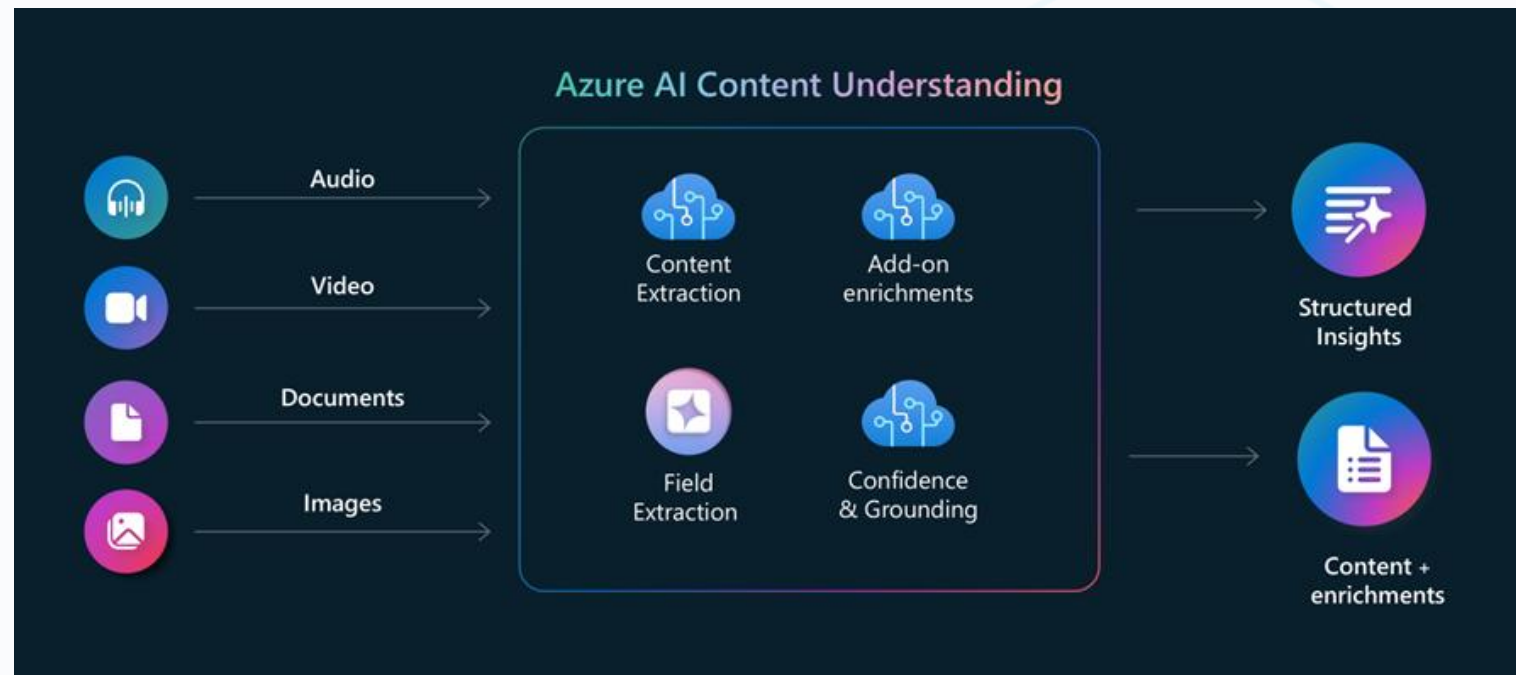 Azure AI Content Understanding
Audio
Video
Documents
Images
Content
Extraction
Add-on
enrichments
Field
Extraction
Confidence
& Grounding
Structured
Insights
Content +
enrichments